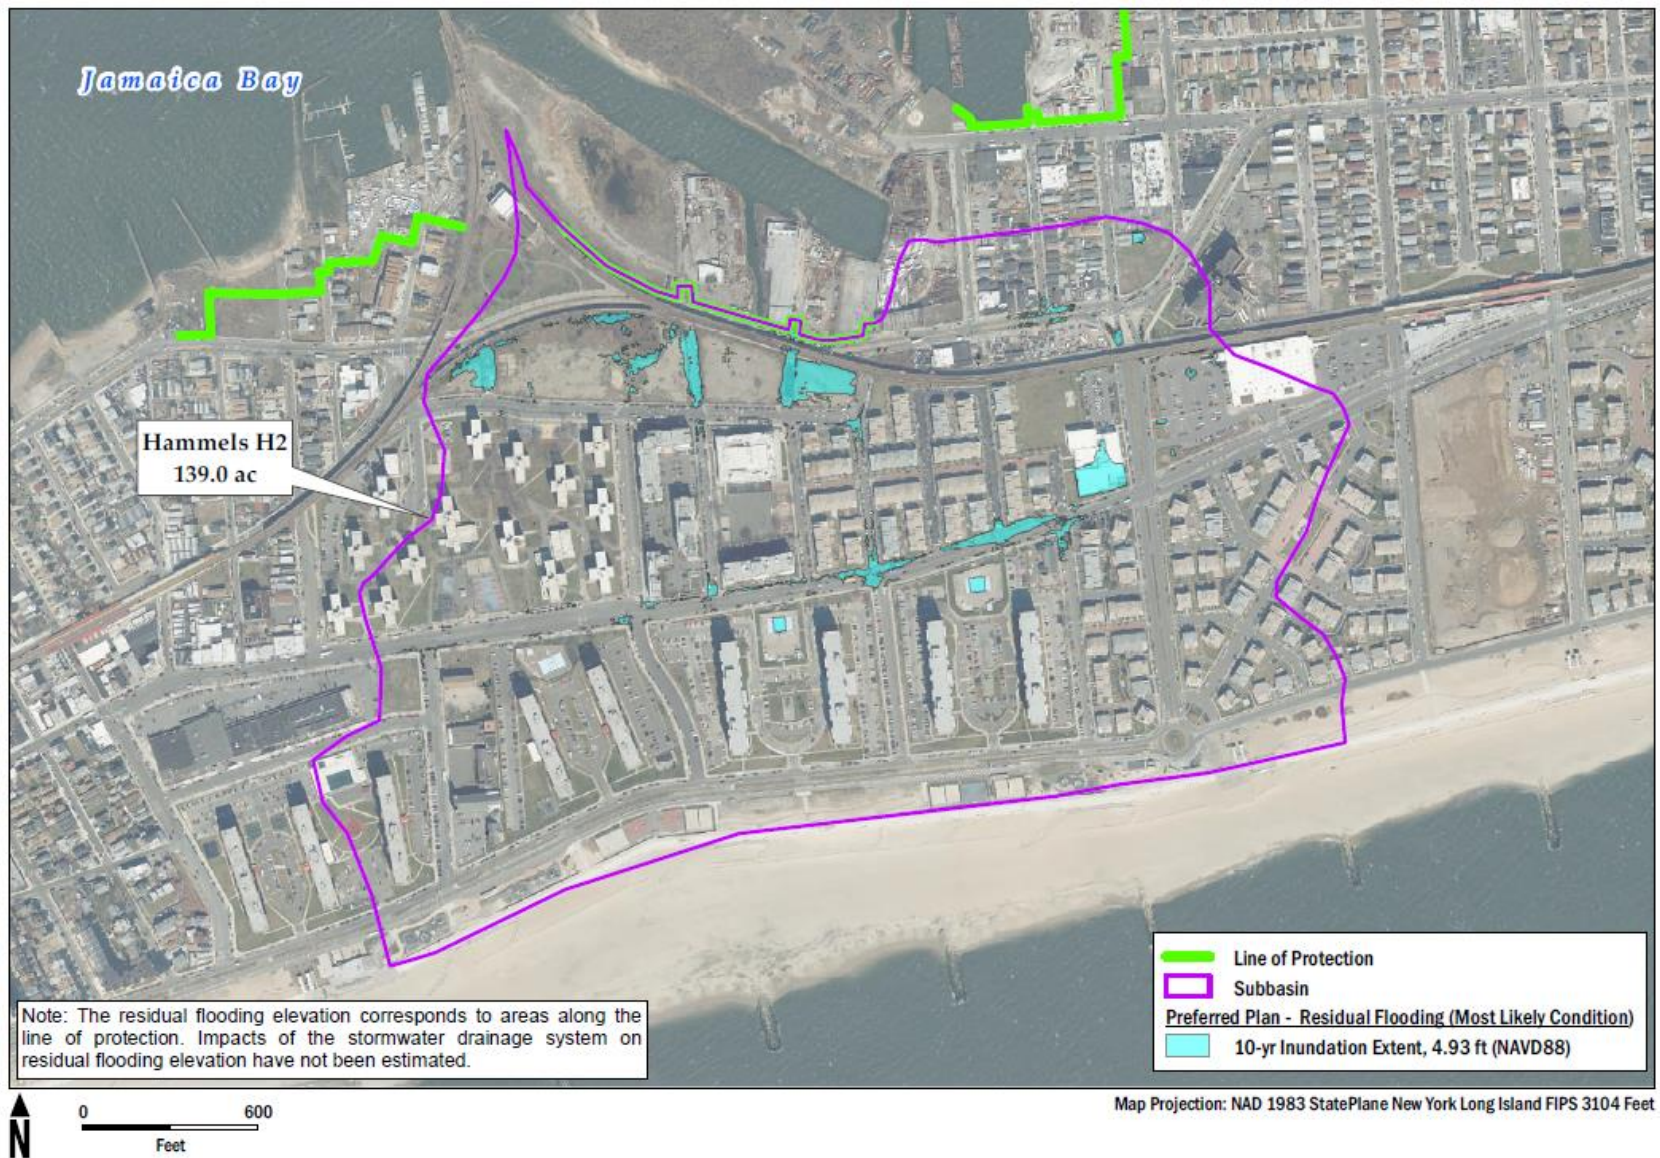 Jamaica Bay
Hammels H2
139.0 ac
Line of Protection
Subbasin
Preferred Plan - Residual Flooding (Most Likely Condition)
10-yr Inundation Extent, 4.93 ft (NAVD88)
Note: The residual flooding elevation corresponds to areas along the
line of protection. Impacts of the stormwater drainage system on
residual flooding elevation have not been estimated.
N
0 600
Feet
Map Projection: NAD 1983 StatePlane New York Long Island FIPS 3104 Feet